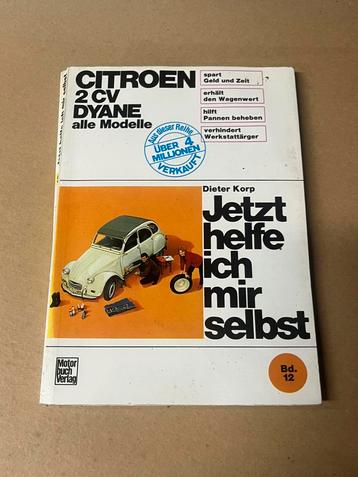 CITROEN
2 CV
DYANE
alle Modelle
spart
Geld und Zeit
erhält
den Wagenwert
hilft
Pannen beheben
verhindert
Werkstattärger
Aus dieser Reihe:
ÜBER 4
MILLIONEN
VERKAUFT
Dieter Korp
Jetzt
helfe
ich
mir
selbst
Bd.
12
Motor
buch
Verlag